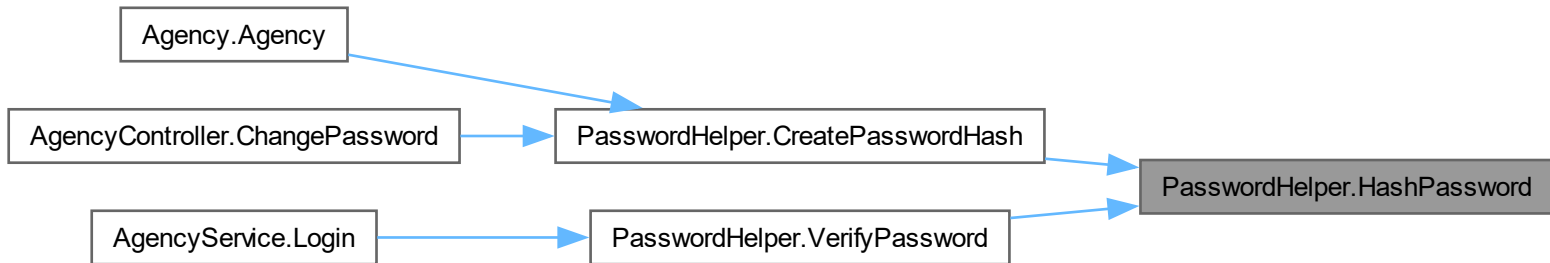 Agency.Agency
AgencyController.ChangePassword
PasswordHelper.CreatePasswordHash
PasswordHelper.HashPassword
AgencyService.Login
PasswordHelper.VerifyPassword